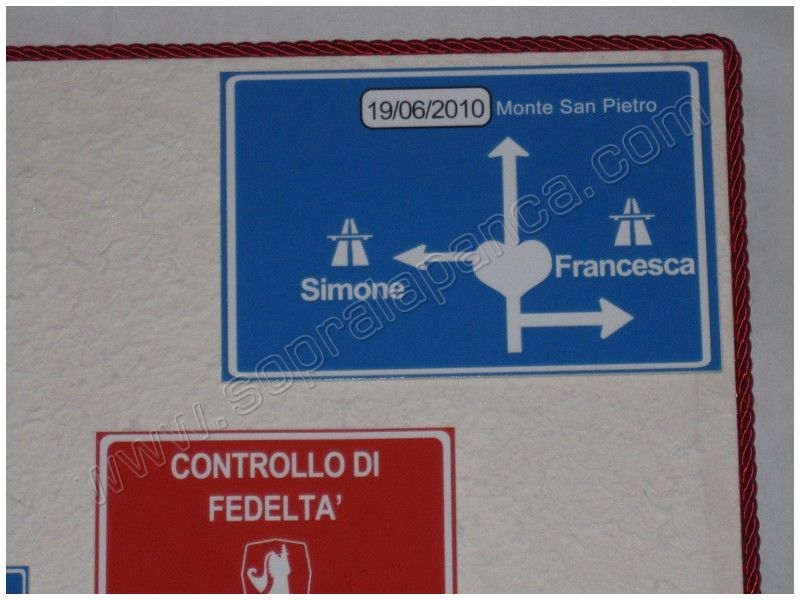 19/06/2010 Monte San Pietro
Simone
Francesca
CONTROLLO DI
FEDELTA'
www.sopralapanca.com